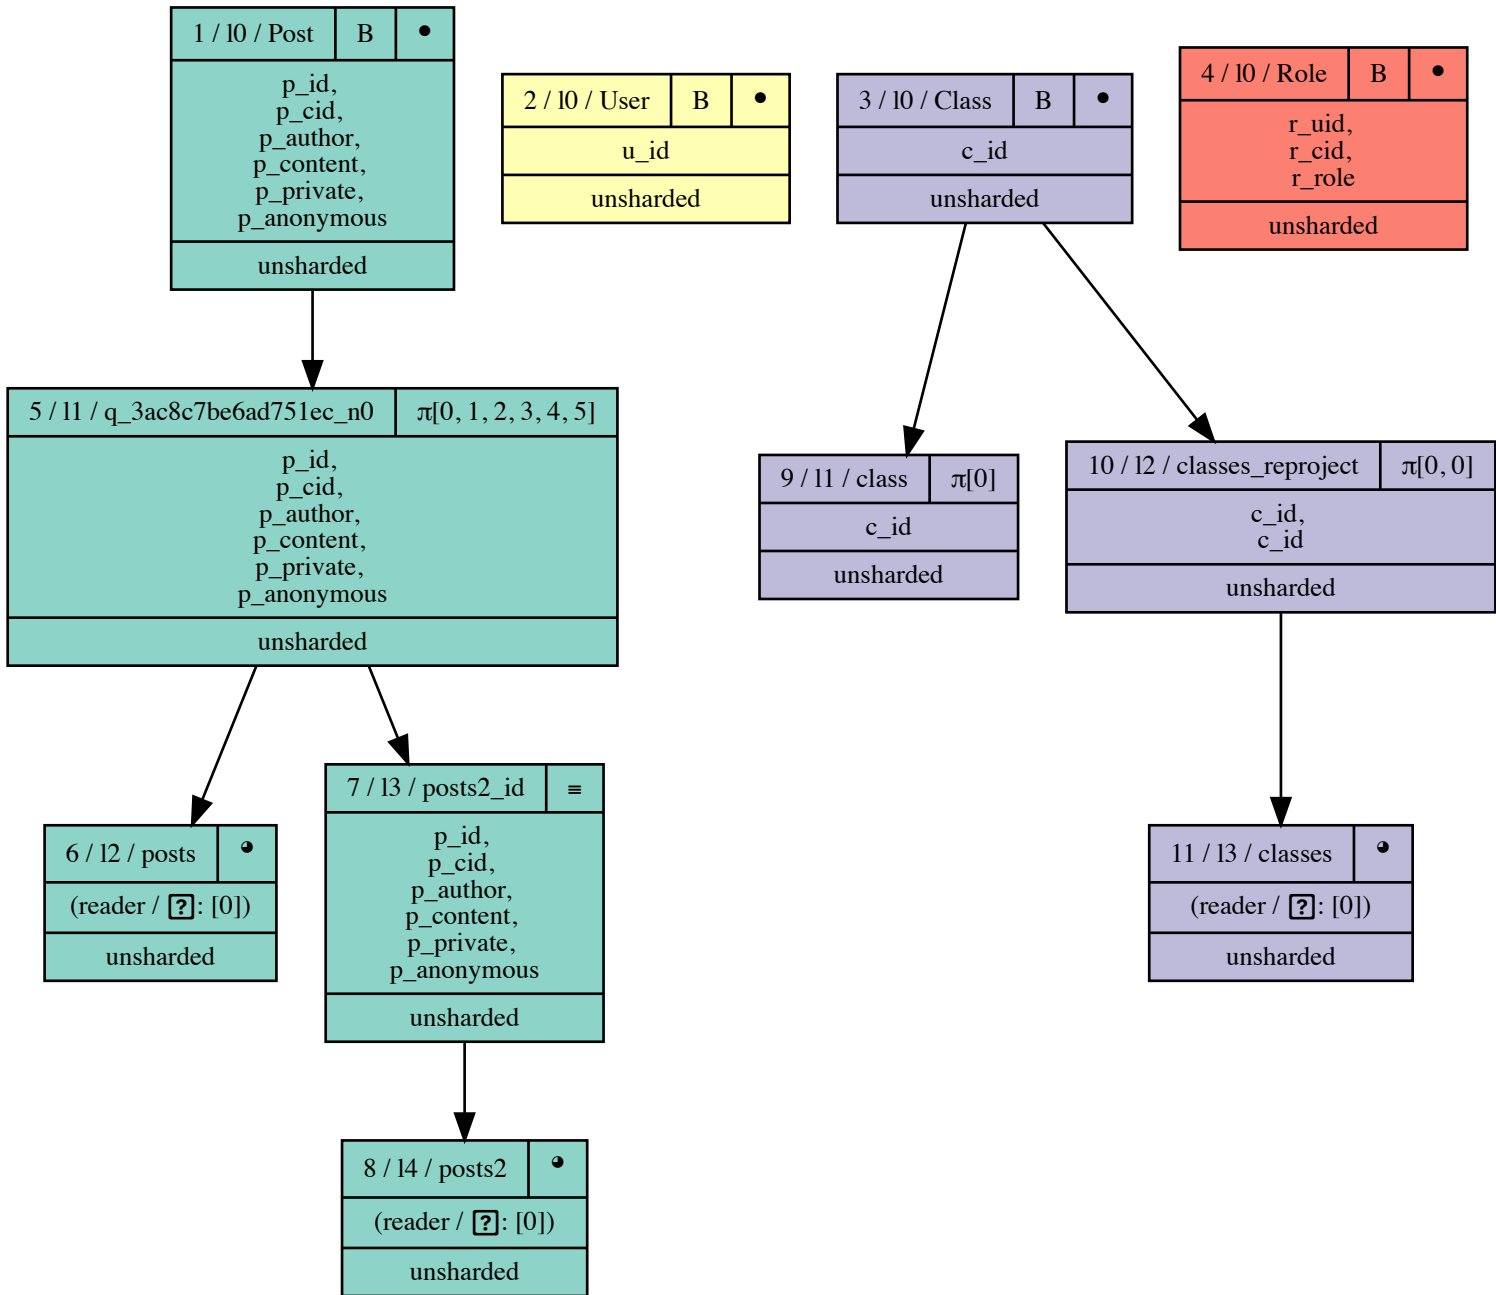 1 / l0 / Post B ●
p_id,
p_cid,
p_author,
p_content,
p_private,
p_anonymous
unsharded
2 / l0 / User B ●
u_id
unsharded
3 / l0 / Class B ●
c_id
unsharded
4 / l0 / Role B ●
r_uid,
r_cid,
r_role
unsharded
5 / l1 / q_3ac8c7be6ad751ec_n0 π[0, 1, 2, 3, 4, 5]
p_id,
p_cid,
p_author,
p_content,
p_private,
p_anonymous
unsharded
9 / l1 / class π[0]
c_id
unsharded
10 / l2 / classes_reproject π[0, 0]
c_id,
c_id
unsharded
6 / l2 / posts ◕
(reader / ⍰: [0])
unsharded
7 / l3 / posts2_id ≡
p_id,
p_cid,
p_author,
p_content,
p_private,
p_anonymous
unsharded
11 / l3 / classes ◕
(reader / ⍰: [0])
unsharded
8 / l4 / posts2 ◕
(reader / ⍰: [0])
unsharded